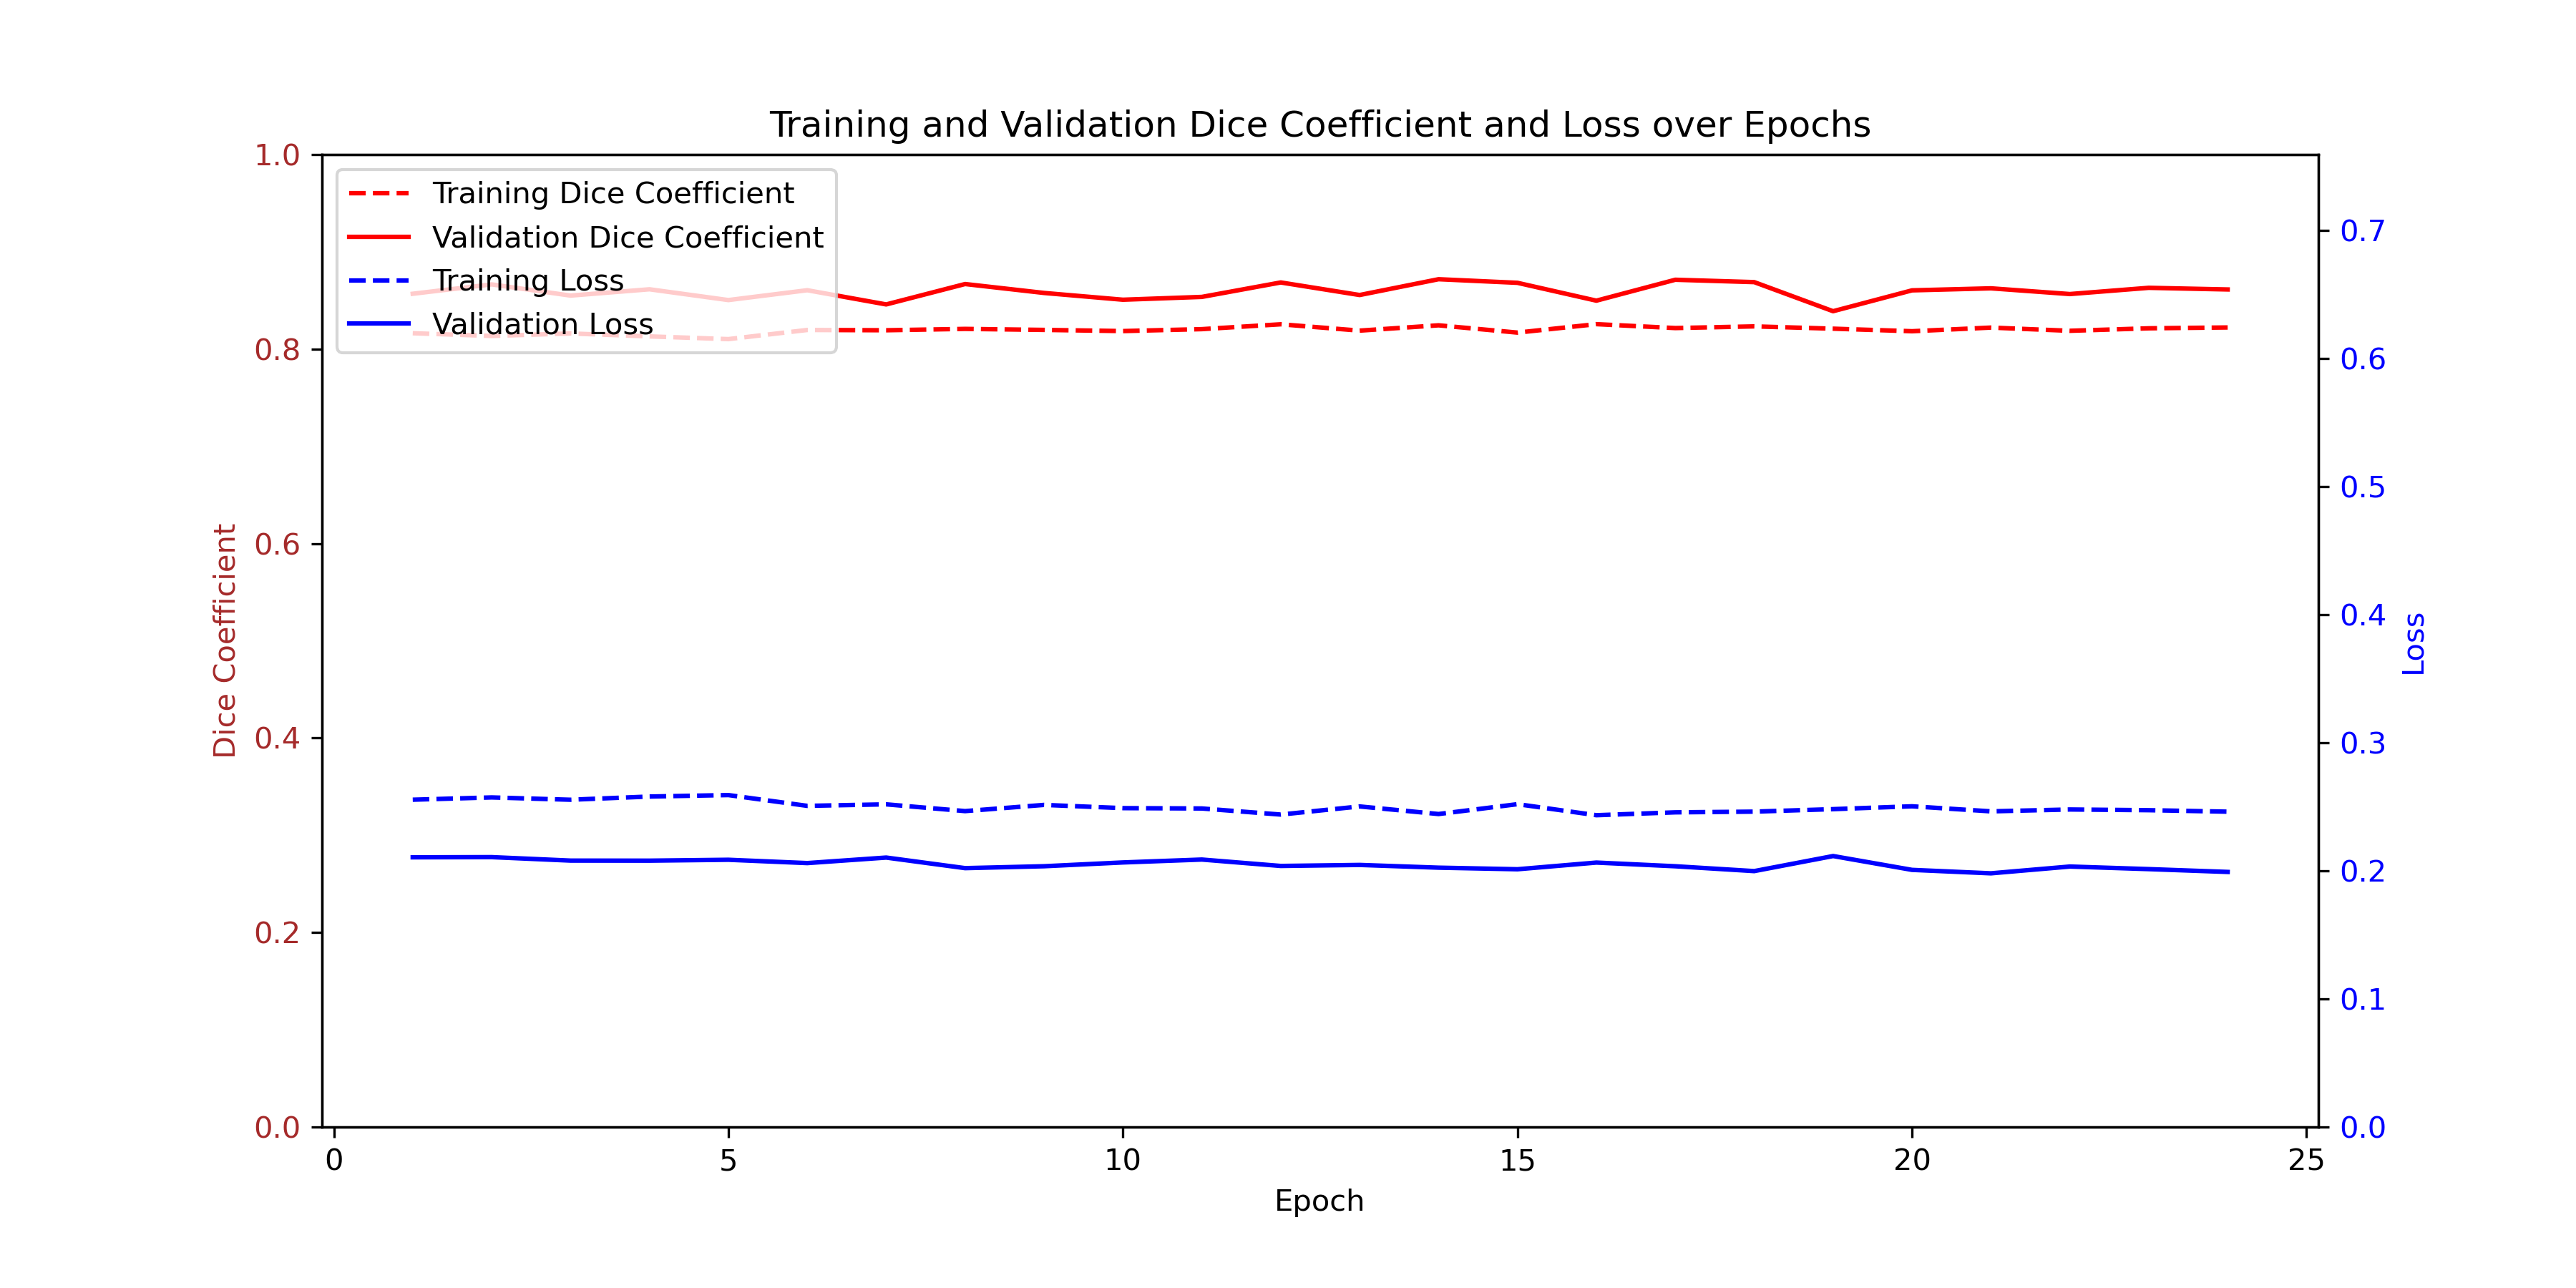 Training and Validation Dice Coefficient and Loss over Epochs
Training Dice Coefficient
Validation Dice Coefficient
Training Loss
Validation Loss
1.0
0.8
0.6
0.4
0.2
0.0
Dice Coefficient
0.7
0.6
0.5
0.4
0.3
0.2
0.1
0.0
Loss
0 5 10 15 20 25
Epoch